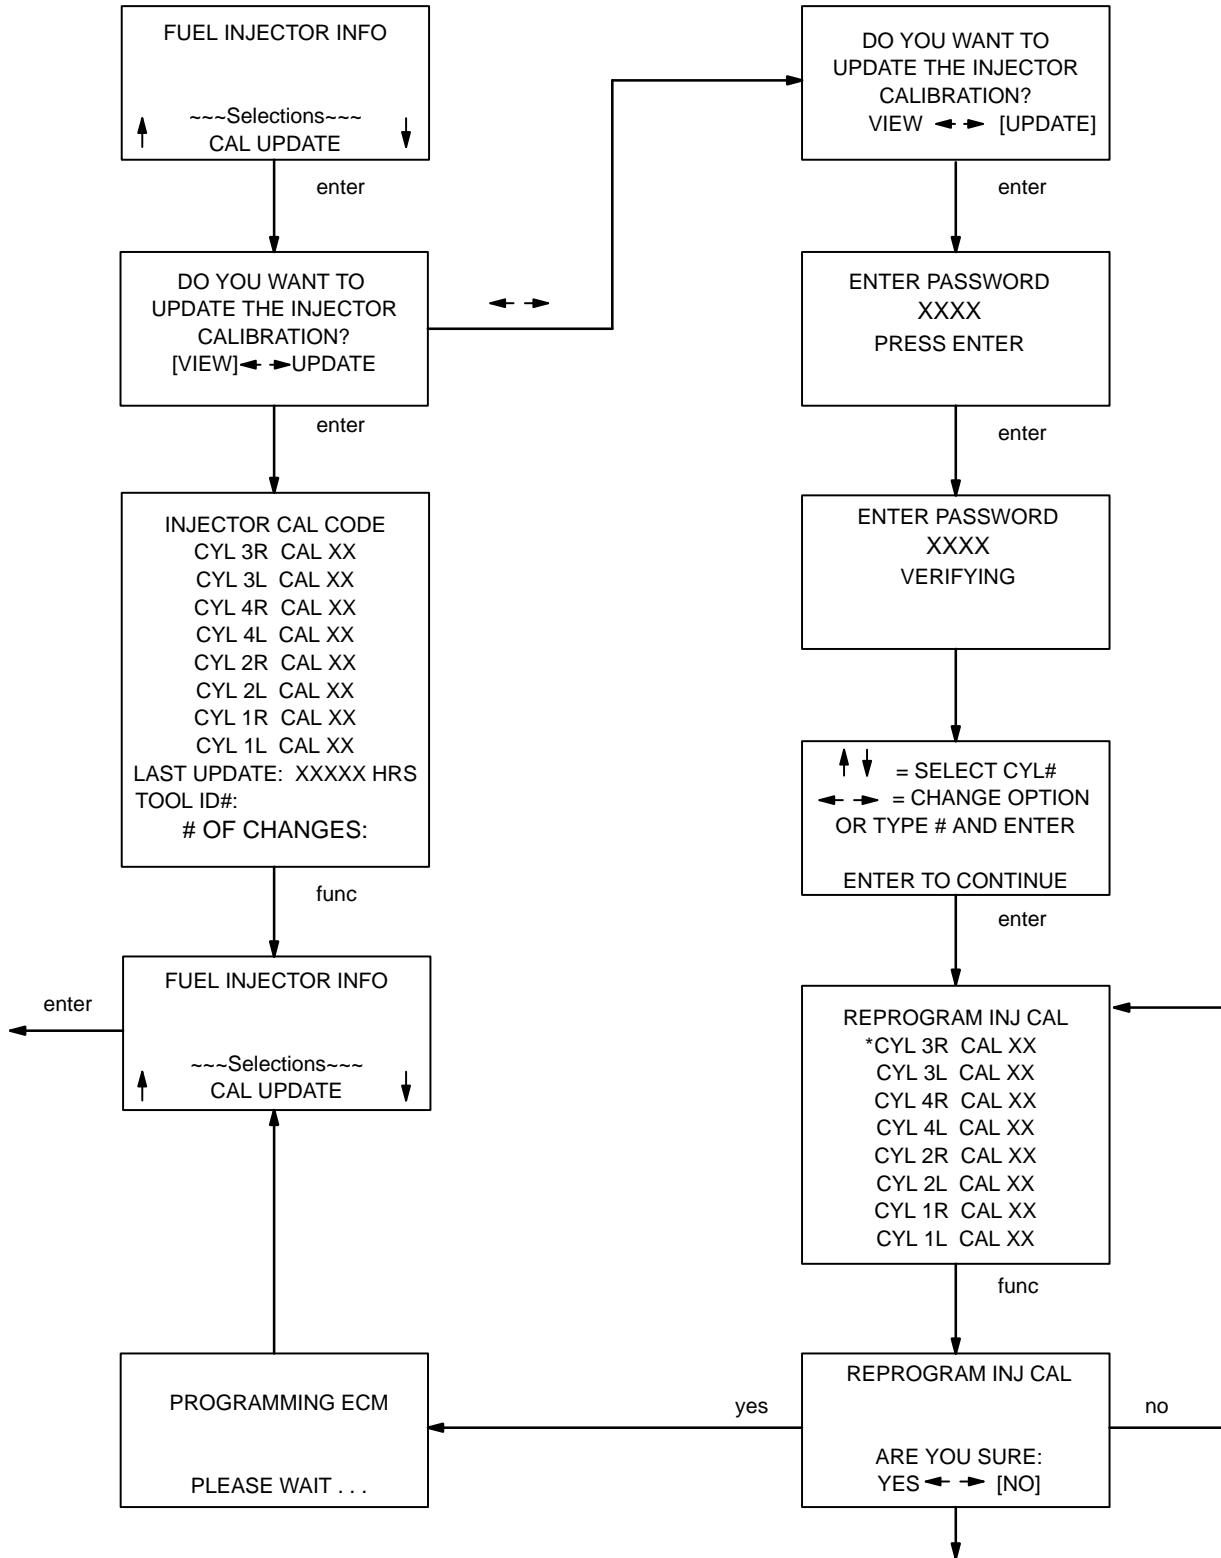 FUEL INJECTOR INFO
~~~Selections~~~
CAL UPDATE
enter
DO YOU WANT TO
UPDATE THE INJECTOR
CALIBRATION?
[VIEW] UPDATE
enter
INJECTOR CAL CODE
CYL 3R CAL XX
CYL 3L CAL XX
CYL 4R CAL XX
CYL 4L CAL XX
CYL 2R CAL XX
CYL 2L CAL XX
CYL 1R CAL XX
CYL 1L CAL XX
LAST UPDATE: XXXXX HRS
TOOL ID#:
# OF CHANGES:
func
FUEL INJECTOR INFO
~~~Selections~~~
CAL UPDATE
enter
PROGRAMMING ECM
PLEASE WAIT . . .
DO YOU WANT TO
UPDATE THE INJECTOR
CALIBRATION?
VIEW [UPDATE]
enter
ENTER PASSWORD
XXXX
PRESS ENTER
enter
ENTER PASSWORD
XXXX
VERIFYING
= SELECT CYL#
= CHANGE OPTION
OR TYPE # AND ENTER
ENTER TO CONTINUE
enter
REPROGRAM INJ CAL
*CYL 3R CAL XX
CYL 3L CAL XX
CYL 4R CAL XX
CYL 4L CAL XX
CYL 2R CAL XX
CYL 2L CAL XX
CYL 1R CAL XX
CYL 1L CAL XX
func
REPROGRAM INJ CAL
ARE YOU SURE:
YES [NO]
yes
no